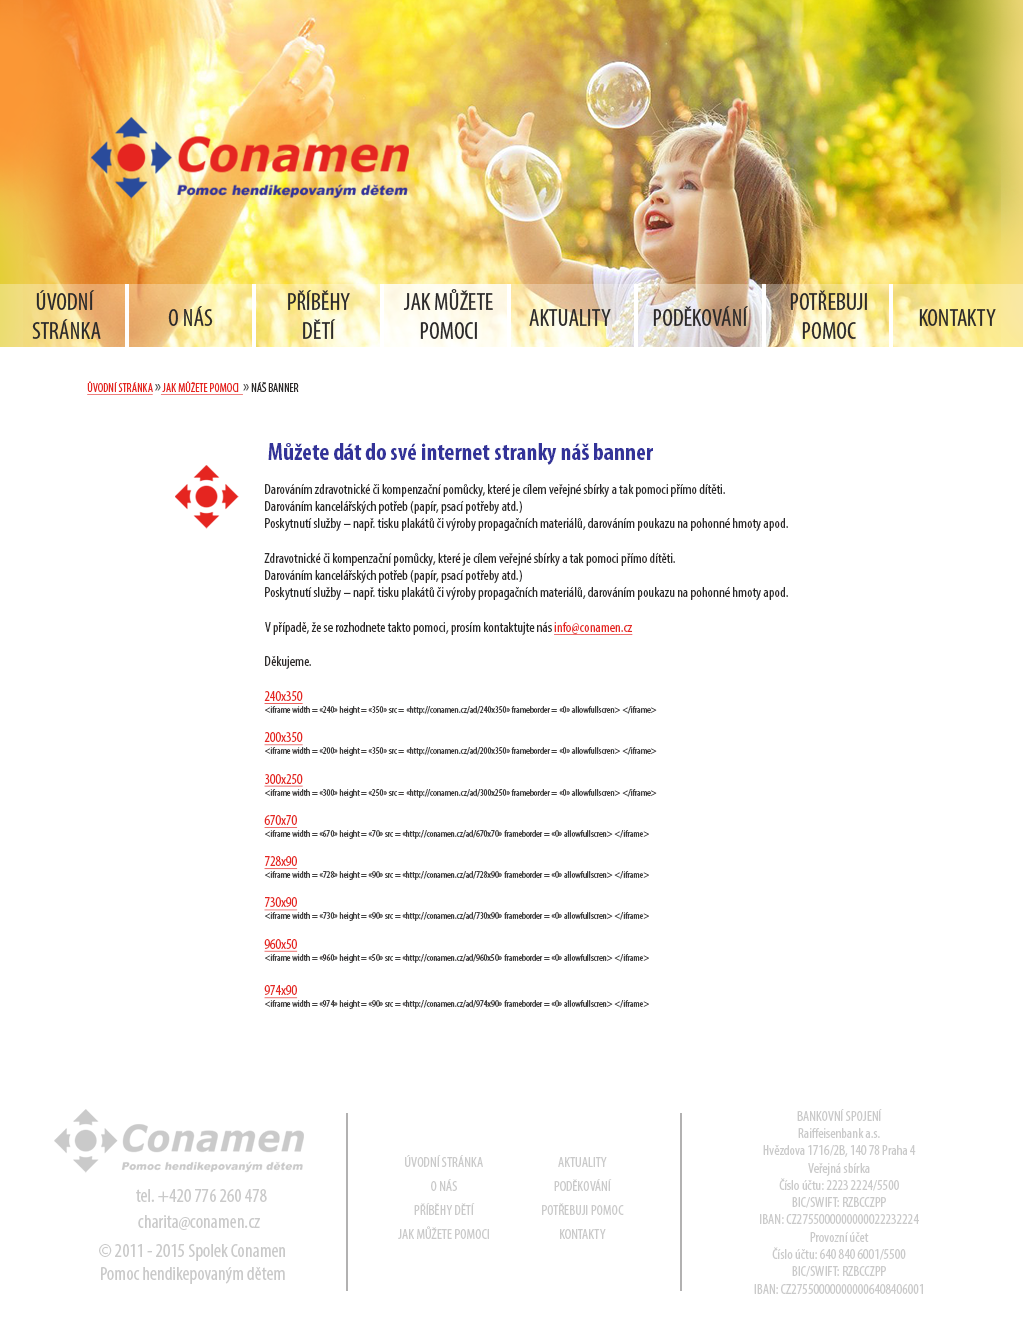 Conamen
Pomoc hendikepovaným dětem
ÚVODNÍ
STRÁNKA
O NÁS
PŘÍBĚHY
DĚTÍ
JAK MŮŽETE
POMOCI
AKTUALITY
PODĚKOVÁNÍ
POTŘEBUJI
POMOC
KONTAKTY
ÚVODNÍ STRÁNKA » JAK MŮŽETE POMOCI » NÁŠ BANNER
Můžete dát do své internet stranky náš banner
Darováním zdravotnické či kompenzační pomůcky, které je cílem veřejné sbírky a tak pomoci přímo dítěti.
Darováním kancelářských potřeb (papír, psací potřeby atd.)
Poskytnutí služby – např. tisku plakátů či výroby propagačních materiálů, darováním poukazu na pohonné hmoty apod.
Zdravotnické či kompenzační pomůcky, které je cílem veřejné sbírky a tak pomoci přímo dítěti.
Darováním kancelářských potřeb (papír, psací potřeby atd.)
Poskytnutí služby – např. tisku plakátů či výroby propagačních materiálů, darováním poukazu na pohonné hmoty apod.
V případě, že se rozhodnete takto pomoci, prosím kontaktujte nás info@conamen.cz
Děkujeme.
240x350
<iframe width = «240» height = «350» src = «http://conamen.cz/ad/240x350» frameborder = «0» allowfullscren> </iframe>
200x350
<iframe width = «200» height = «350» src = «http://conamen.cz/ad/200x350» frameborder = «0» allowfullscren> </iframe>
300x250
<iframe width = «300» height = «250» src = «http://conamen.cz/ad/300x250» frameborder = «0» allowfullscren> </iframe>
670x70
<iframe width = «670» height = «70» src = «http://conamen.cz/ad/670x70» frameborder = «0» allowfullscren> </iframe>
728x90
<iframe width = «728» height = «90» src = «http://conamen.cz/ad/728x90» frameborder = «0» allowfullscren> </iframe>
730x90
<iframe width = «730» height = «90» src = «http://conamen.cz/ad/730x90» frameborder = «0» allowfullscren> </iframe>
960x50
<iframe width = «960» height = «50» src = «http://conamen.cz/ad/960x50» frameborder = «0» allowfullscren> </iframe>
974x90
<iframe width = «974» height = «90» src = «http://conamen.cz/ad/974x90» frameborder = «0» allowfullscren> </iframe>
Conamen
Pomoc hendikepovaným dětem
tel. +420 776 260 478
charita@conamen.cz
© 2011 - 2015 Spolek Conamen
Pomoc hendikepovaným dětem
ÚVODNÍ STRÁNKA
O NÁS
PŘÍBĚHY DĚTÍ
JAK MŮŽETE POMOCI
AKTUALITY
PODĚKOVÁNÍ
POTŘEBUJI POMOC
KONTAKTY
BANKOVNÍ SPOJENÍ
Raiffeisenbank a.s.
Hvězdova 1716/2B, 140 78 Praha 4
Veřejná sbírka
Číslo účtu: 2223 2224/5500
BIC/SWIFT: RZBCCZPP
IBAN: CZ2755000000000022232224
Provozní účet
Číslo účtu: 640 840 6001/5500
BIC/SWIFT: RZBCCZPP
IBAN: CZ2755000000000006408406001